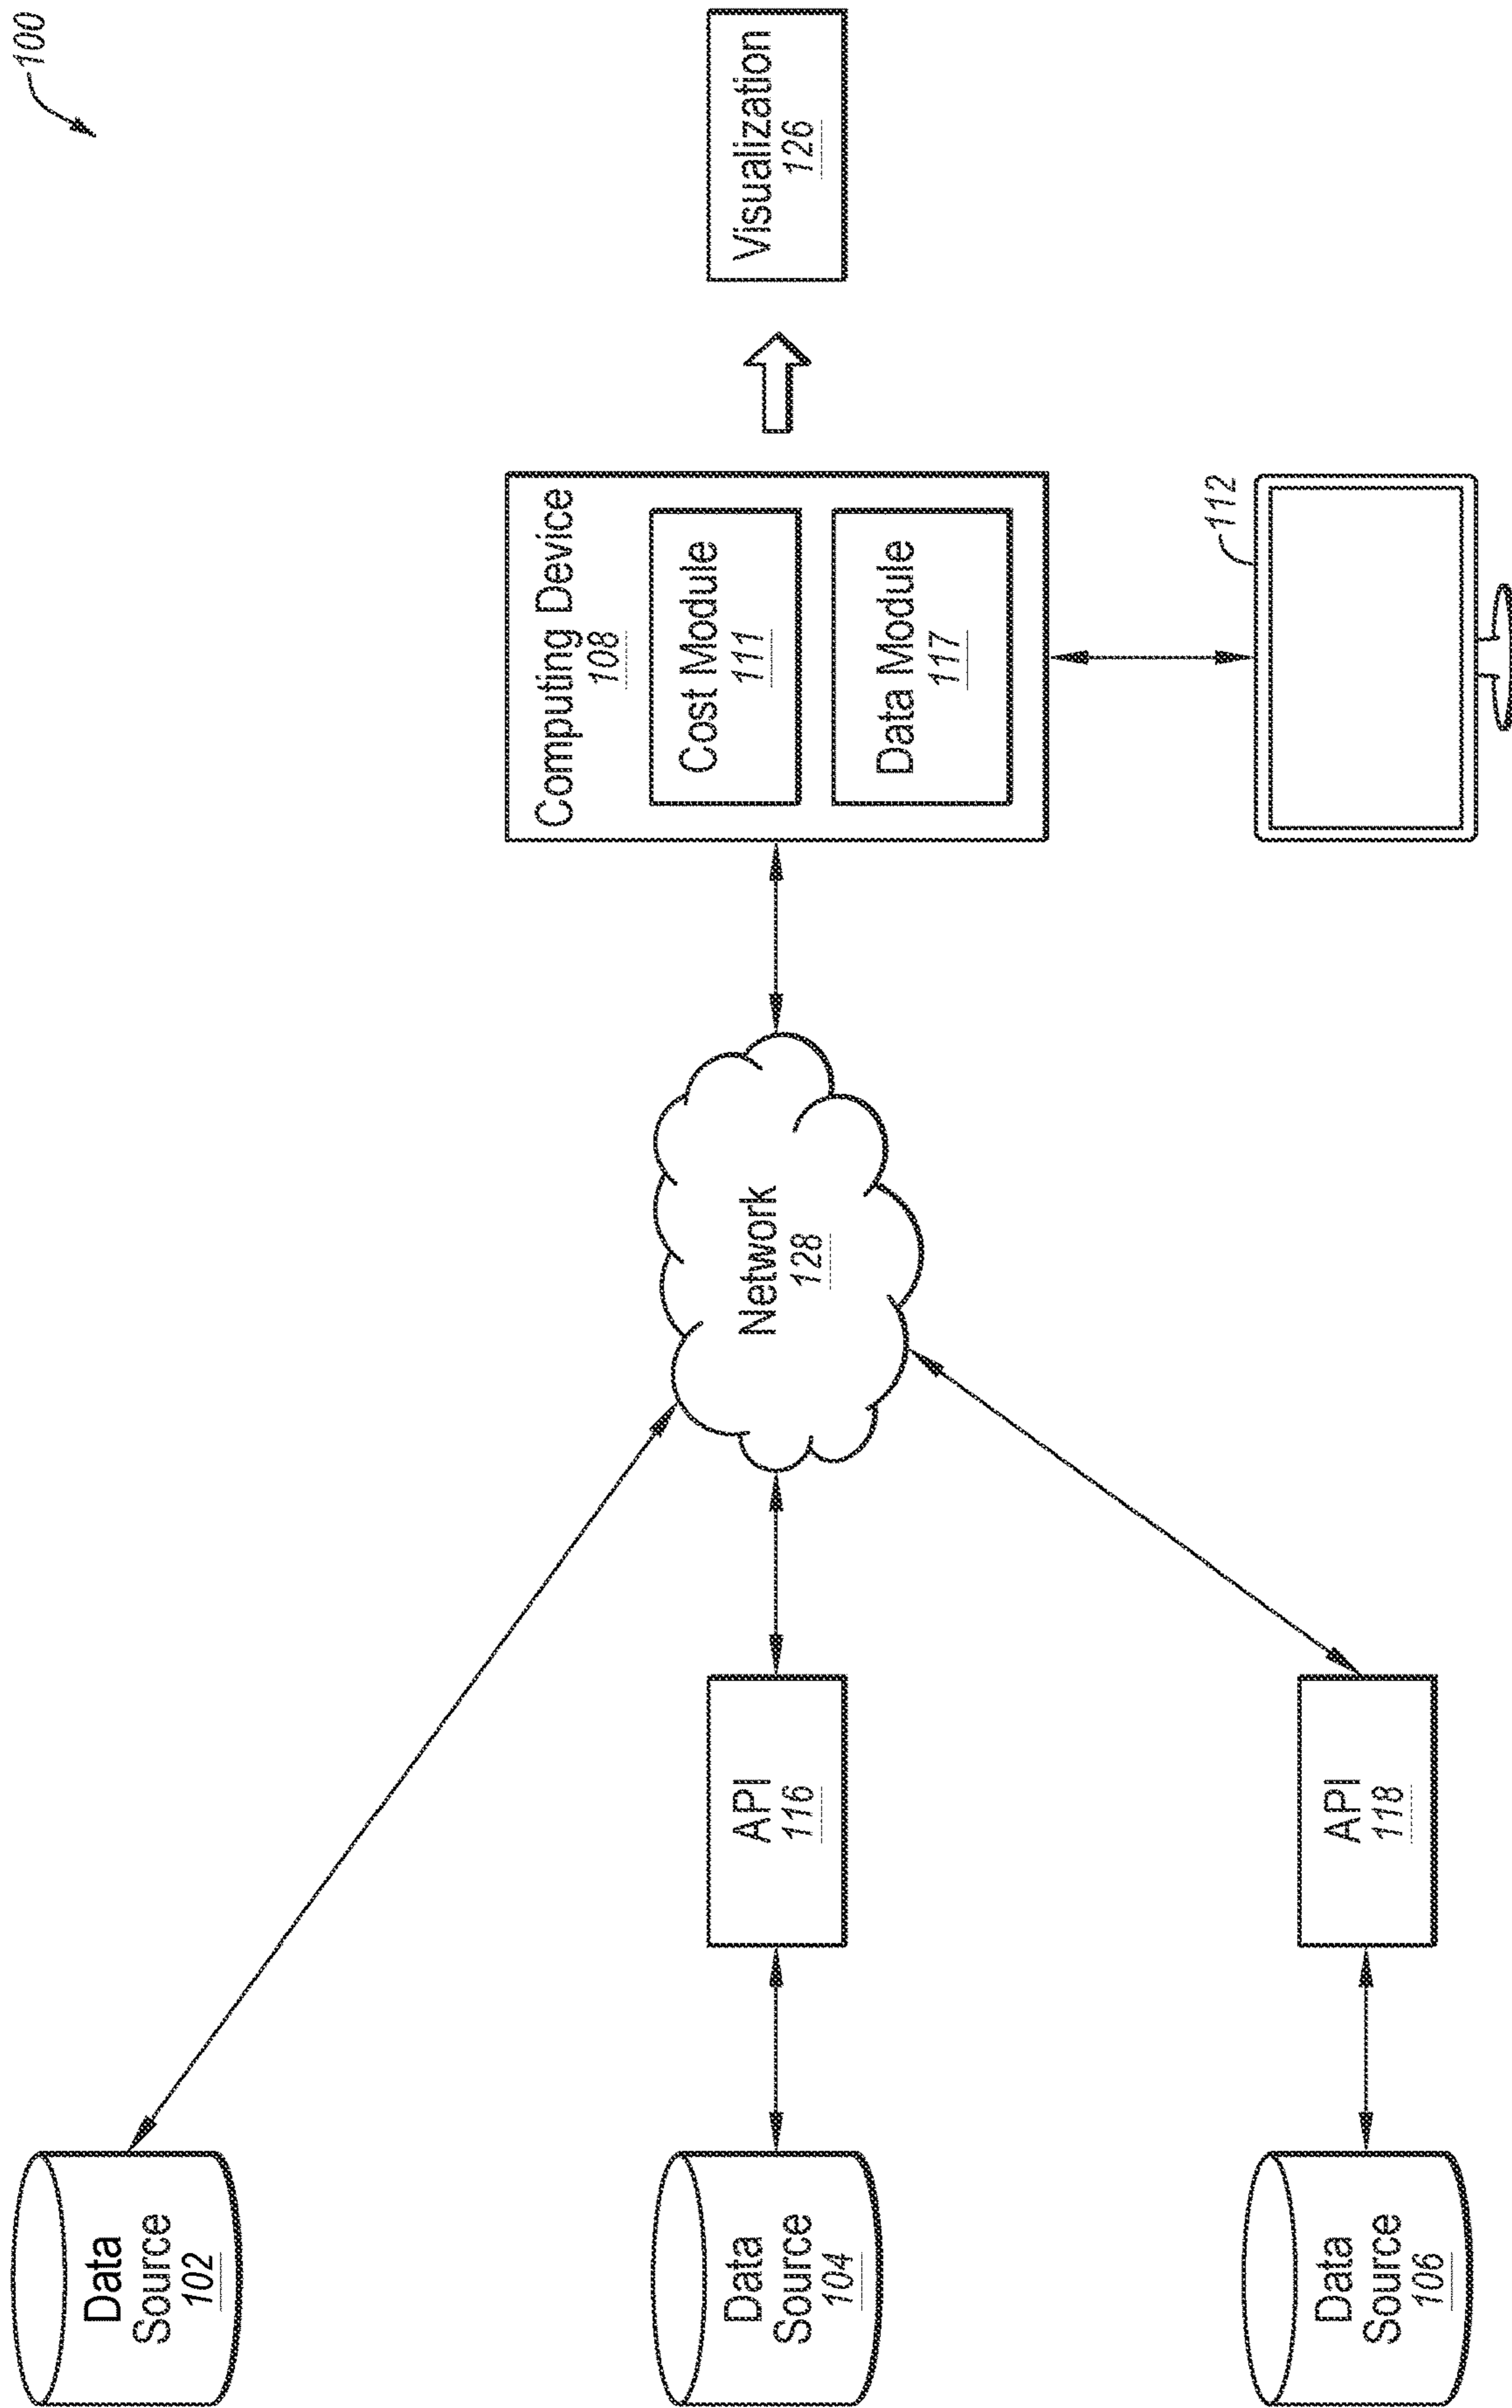 100
Data
Source
102
Computing Device
108
Cost Module
111
Data Module
117
Visualization
126
Network
128
Data
Source
104
API
116
112
Data
Source
106
API
118